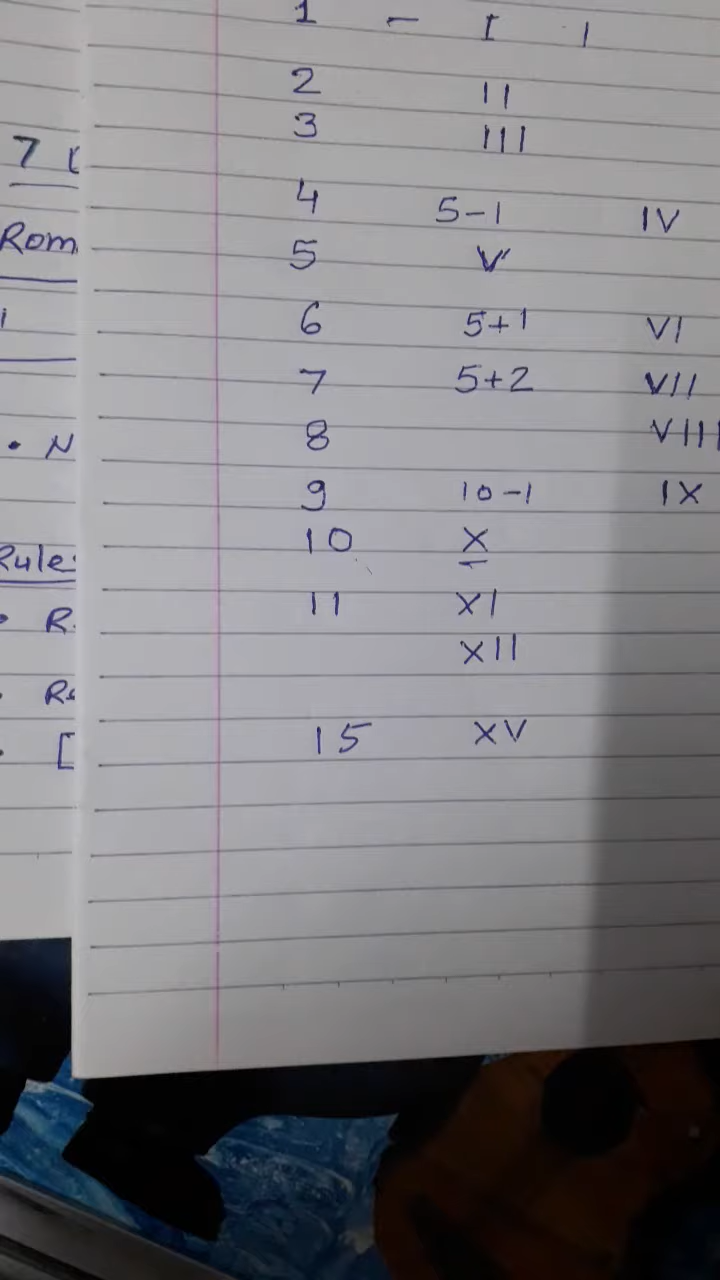 1 - I I
2 II
3 III
4 5-1 IV
5 V
6 5+1 VI
7 5+2 VII
8 VIII
9 10-1 IX
10 X
11 XI
XII
15 XV
7
Rom
• N
Rule
• R
• Re
• [